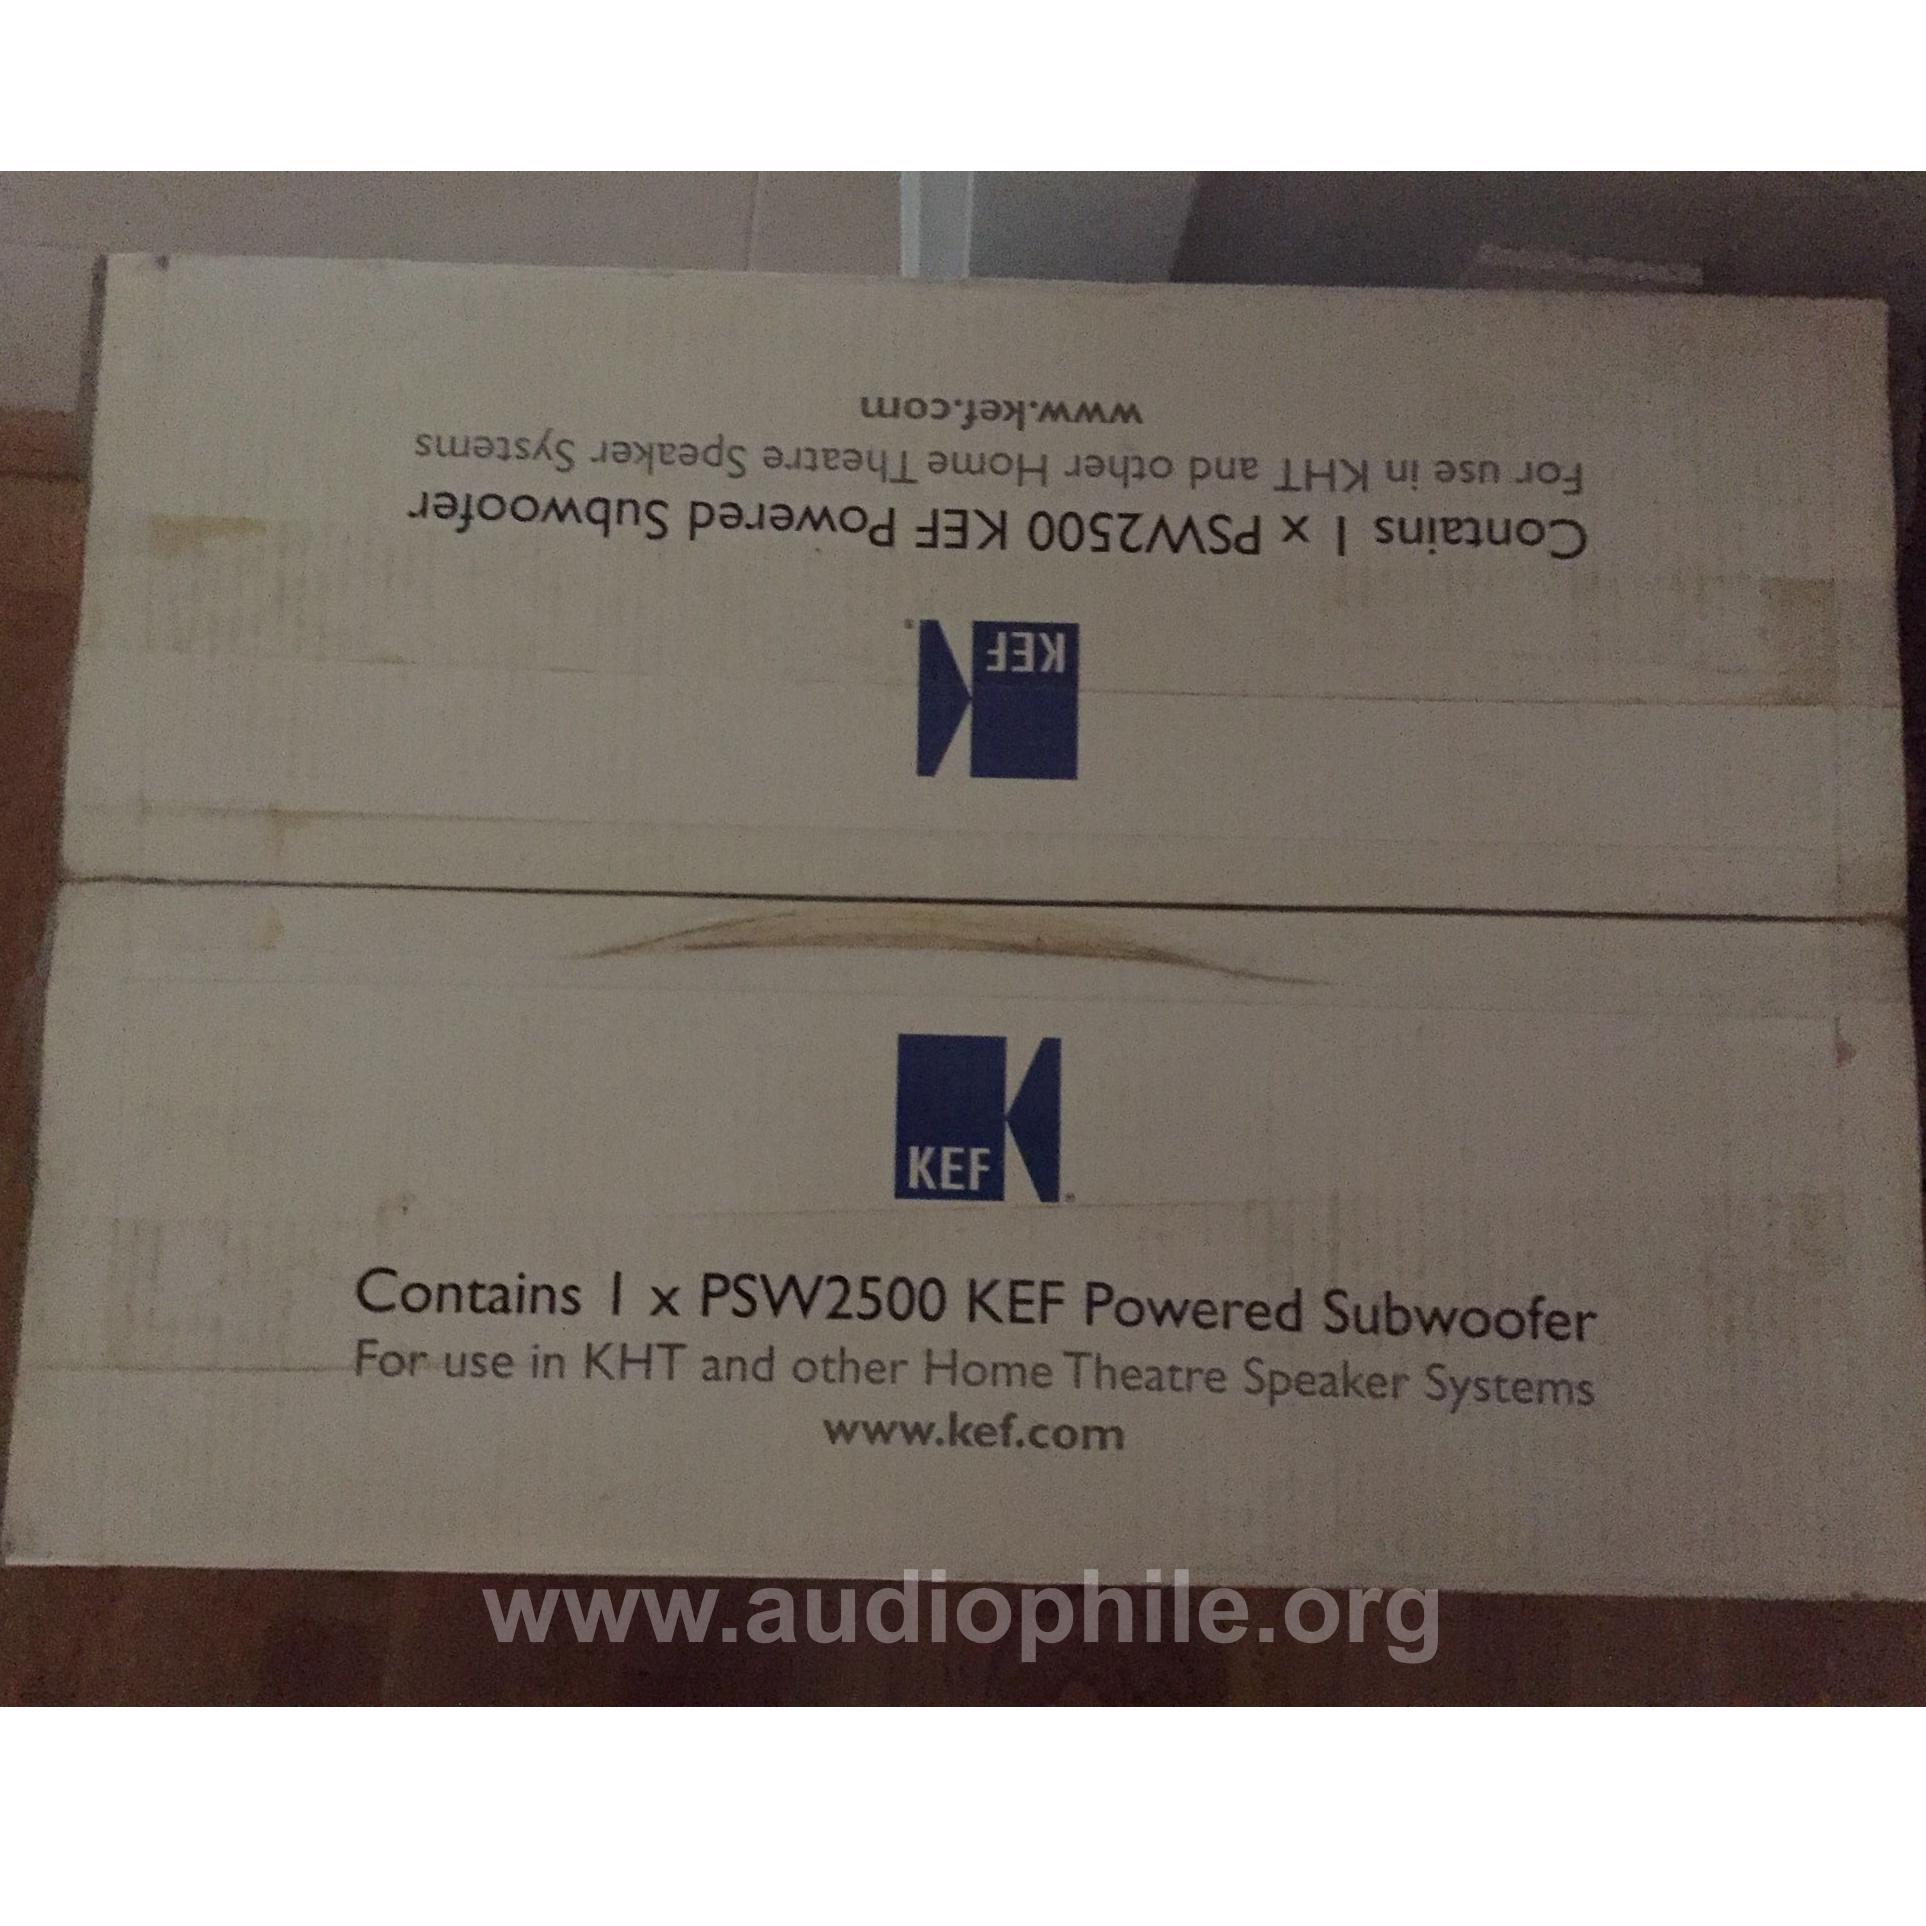 www.kef.com
For use in KHT and other Home Theatre Speaker Systems
Contains 1 x PSW2500 KEF Powered Subwoofer
KEF
KEF
Contains 1 x PSW2500 KEF Powered Subwoofer
For use in KHT and other Home Theatre Speaker Systems
www.kef.com
www.audiophile.org